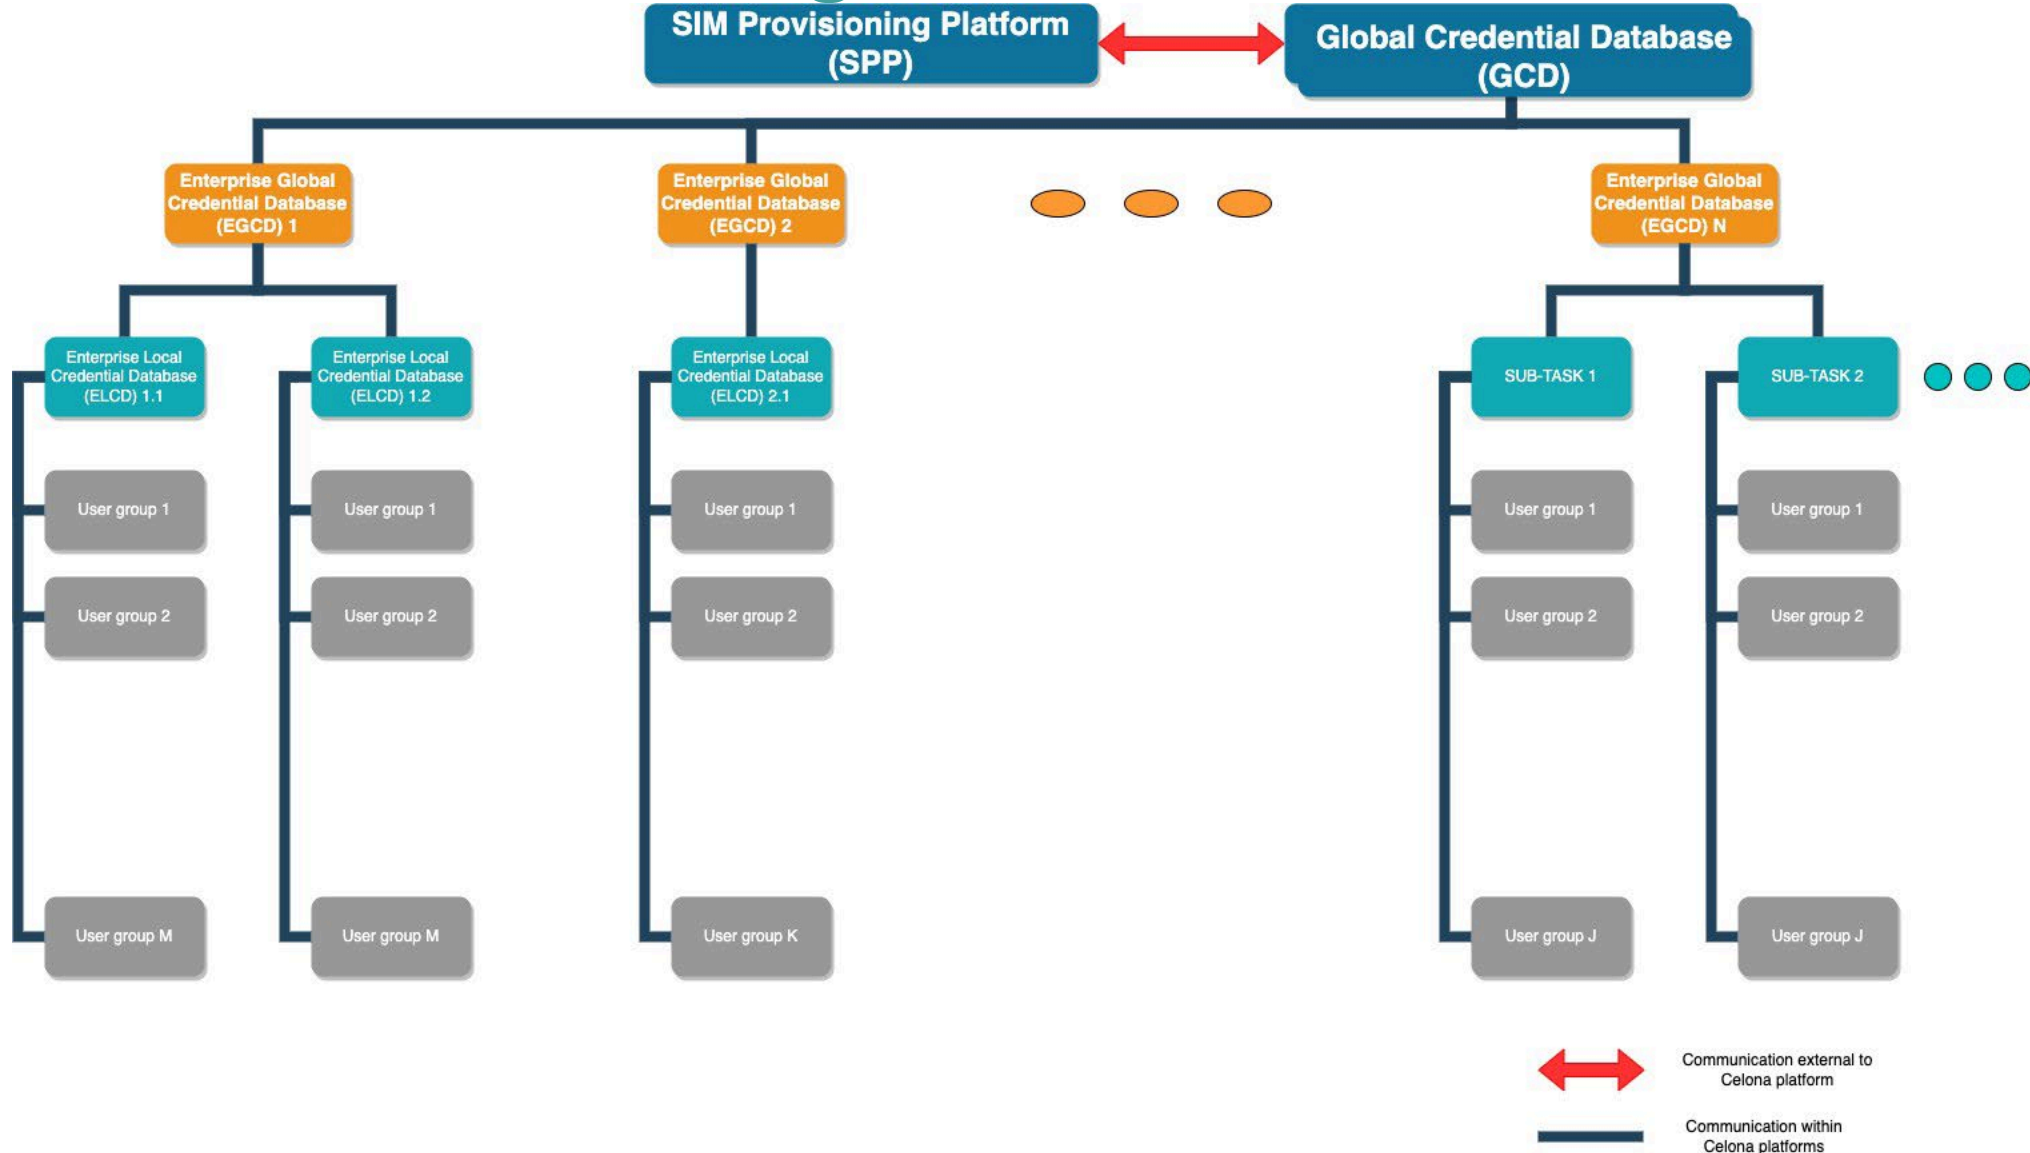 SIM Provisioning Platform
(SPP)
Global Credential Database
(GCD)
Enterprise Global
Credential Database
(EGCD) 1
Enterprise Global
Credential Database
(EGCD) 2
Enterprise Global
Credential Database
(EGCD) N
Enterprise Local
Credential Database
(ELCD) 1.1
Enterprise Local
Credential Database
(ELCD) 1.2
Enterprise Local
Credential Database
(ELCD) 2.1
SUB-TASK 1
SUB-TASK 2
User group 1
User group 1
User group 1
User group 1
User group 1
User group 2
User group 2
User group 2
User group 2
User group 2
User group M
User group M
User group K
User group J
User group J
Communication external to
Celona platform
Communication within
Celona platforms